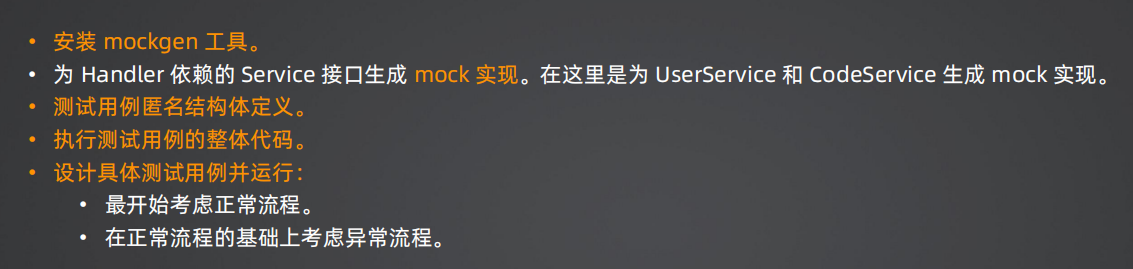 • 安装 mockgen 工具。
• 为 Handler 依赖的 Service 接口生成 mock 实现。在这里是为 UserService 和 CodeService 生成 mock 实现。
• 测试用例匿名结构体定义。
• 执行测试用例的整体代码。
• 设计具体测试用例并运行：
• 最开始考虑正常流程。
• 在正常流程的基础上考虑异常流程。